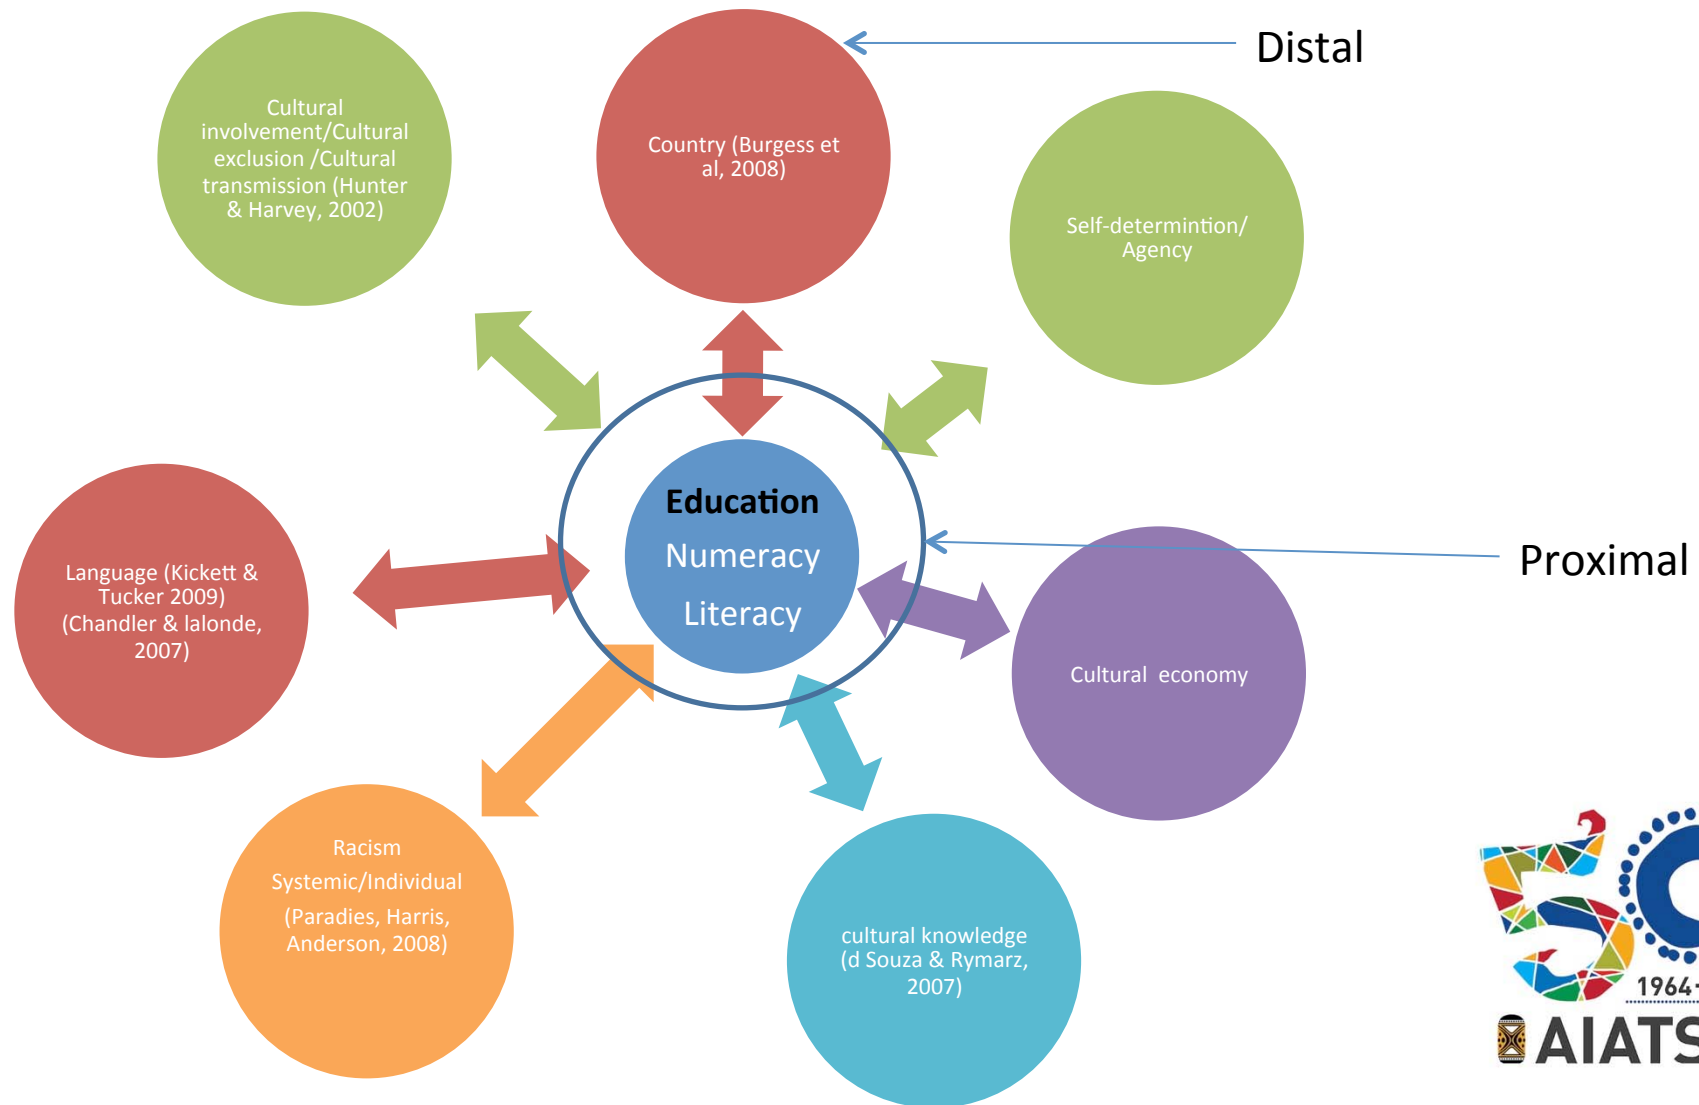 Distal
Cultural
involvement/Cultural
exclusion /Cultural
transmission (Hunter
& Harvey, 2002)
Country (Burgess et
al, 2008)
Self-determintion/
Agency
Education
Numeracy
Literacy
Proximal
Language (Kickett &
Tucker 2009)
(Chandler & lalonde,
2007)
Cultural  economy
Racism
Systemic/Individual
(Paradies, Harris,
Anderson, 2008)
cultural knowledge
(d Souza & Rymarz,
2007)
50
1964-
AIATS